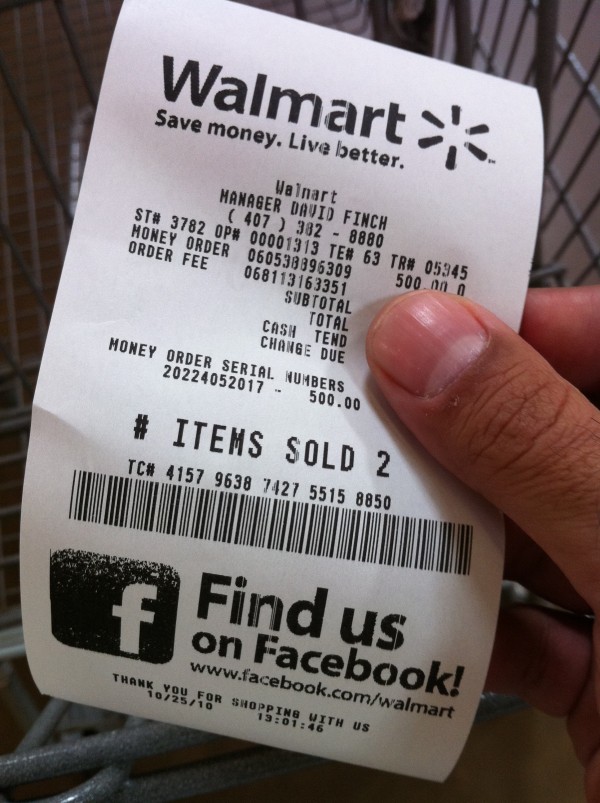 Walmart
Save money. Live better.
Walmart
MANAGER DAVID FINCH
( 407 ) 382 - 8880
ST# 3782 OP# 00001313 TE# 63 TR# 05345
MONEY ORDER 060538896309 500.00 0
ORDER FEE 068113163351
SUBTOTAL
TOTAL
CASH TEND
CHANGE DUE
MONEY ORDER SERIAL NUMBERS
20224052017 - 500.00
# ITEMS SOLD 2
TC# 4157 9638 7427 5515 8850
f Find us
on Facebook!
www.facebook.com/walmart
THANK YOU FOR SHOPPING WITH US
10/25/10 13:01:46